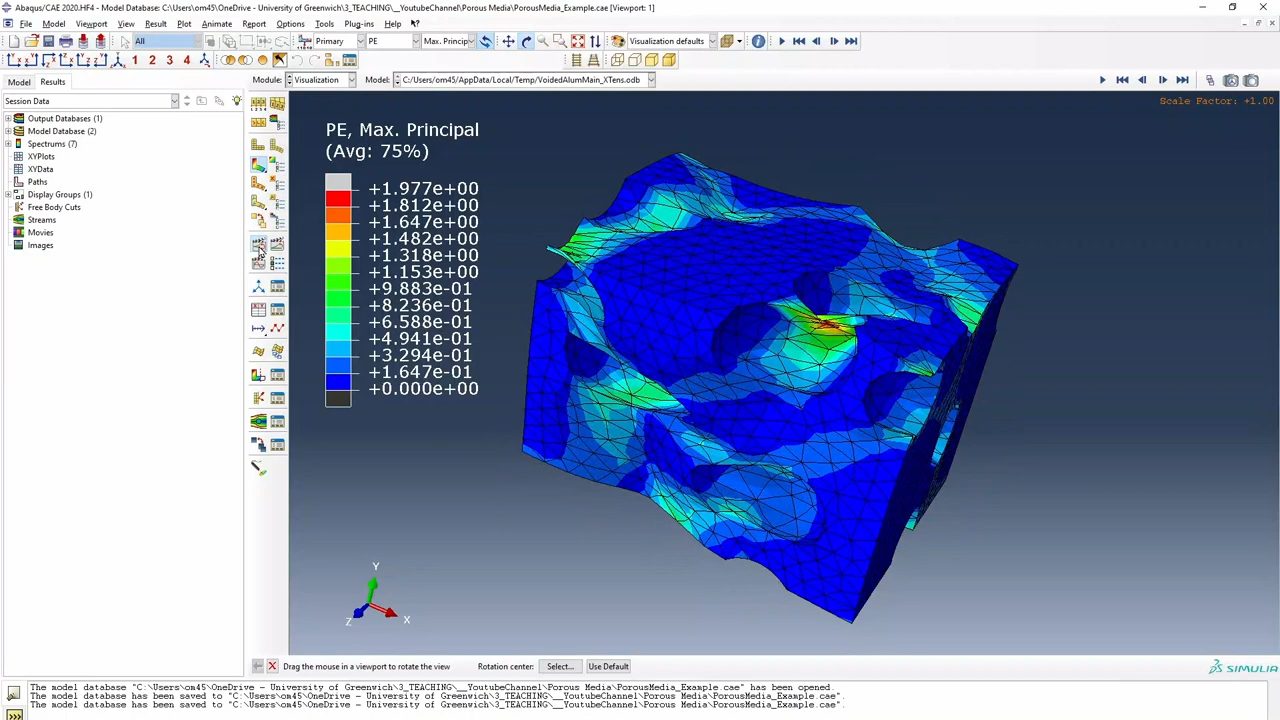 Abaqus/CAE 2020.HF4 - Model Database: C:\Users\om45\OneDrive - University of Greenwich\3_TEACHING\__YoutubeChannel\Porous Media\PorousMedia_Example.cae [Viewport: 1]
File Model Viewport View Result Plot Animate Report Options Tools Plug-ins Help
All Primary PE Max. Princip Visualization defaults
1 2 3 4
Model Results Module: Visualization Model: C:/Users/om45/AppData/Local/Temp/VoidedAlumMain_XTens.odb
Session Data
Scale Factor: +1.00
Output Databases (1)
Model Database (2)
Spectrums (7)
XYPlots
XYData
Paths
Display Groups (1)
Free Body Cuts
Streams
Movies
Images
PE, Max. Principal
(Avg: 75%)
+1.977e+00
+1.812e+00
+1.647e+00
+1.482e+00
+1.318e+00
+1.153e+00
+9.883e-01
+8.236e-01
+6.588e-01
+4.941e-01
+3.294e-01
+1.647e-01
+0.000e+00
Y
Z X
Drag the mouse in a viewport to rotate the view Rotation center: Select... Use Default
SIMULIA
The model database "C:\Users\om45\OneDrive - University of Greenwich\3_TEACHING\__YoutubeChannel\Porous Media\PorousMedia_Example.cae" has been opened.
The model database has been saved to "C:\Users\om45\OneDrive - University of Greenwich\3_TEACHING\__YoutubeChannel\Porous Media\PorousMedia_Example.cae".
The model database has been saved to "C:\Users\om45\OneDrive - University of Greenwich\3_TEACHING\__YoutubeChannel\Porous Media\PorousMedia_Example.cae".